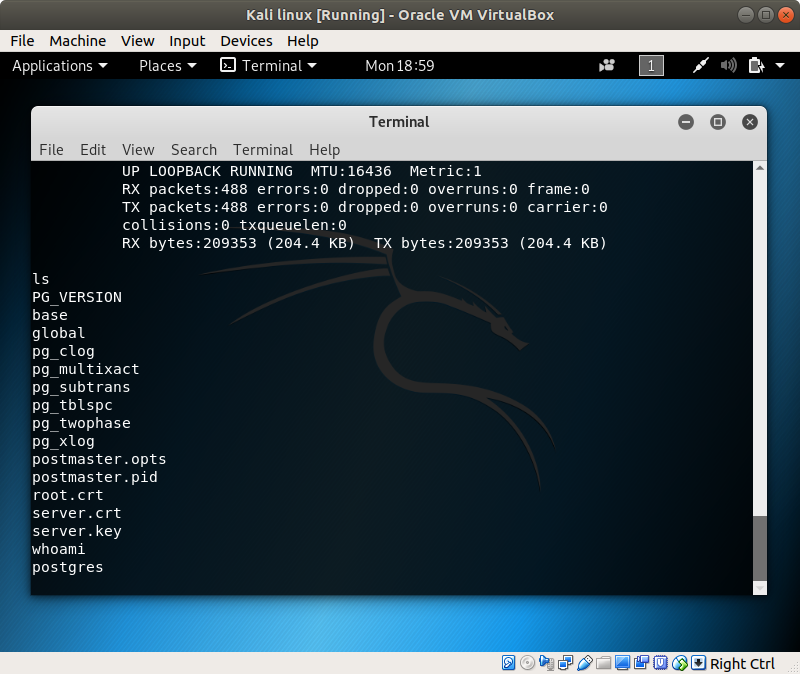 Kali linux [Running] - Oracle VM VirtualBox
File Machine View Input Devices Help
Applications Places Terminal Mon 18:59 1
Terminal
File Edit View Search Terminal Help
UP LOOPBACK RUNNING  MTU:16436  Metric:1
RX packets:488 errors:0 dropped:0 overruns:0 frame:0
TX packets:488 errors:0 dropped:0 overruns:0 carrier:0
collisions:0 txqueuelen:0
RX bytes:209353 (204.4 KB)  TX bytes:209353 (204.4 KB)
ls
PG_VERSION
base
global
pg_clog
pg_multixact
pg_subtrans
pg_tblspc
pg_twophase
pg_xlog
postmaster.opts
postmaster.pid
root.crt
server.crt
server.key
whoami
postgres
Right Ctrl